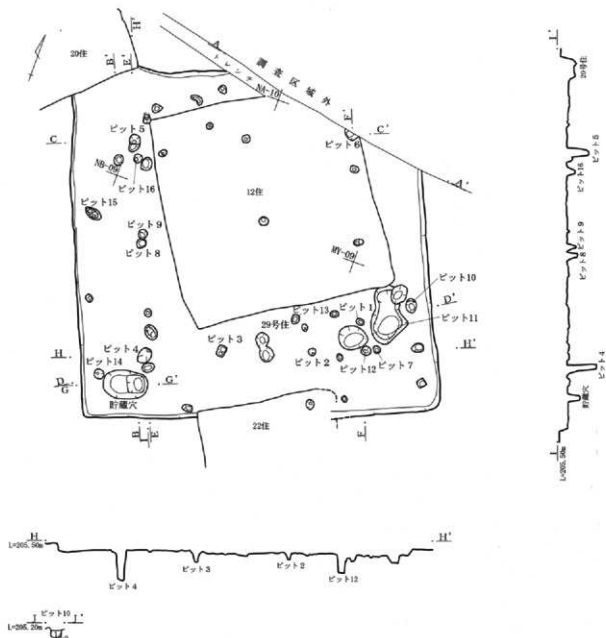 H'
20住
B'
E'
A
調査区域外
トレンチ
NA-10
F'
C'
C
ピット5
ピット6
NB-09
ピット16
A'
ピット15
12住
ピット9
ピット8
MY-09
ピット10
D'
ピット13
ピット1
ピット11
29号住
ピット3
H
ピット4
H'
ピット14
ピット2
ピット7
ピット12
D
G
G'
貯蔵穴
B
E
F
22住
I'
20号住
ピット5
ピット16
ピット9
ピット8
ピット4
貯蔵穴
I
L=205.50m
H
L=205.50m
H'
ピット4
ピット3
ピット2
ピット12
ピット10
L=205.20m